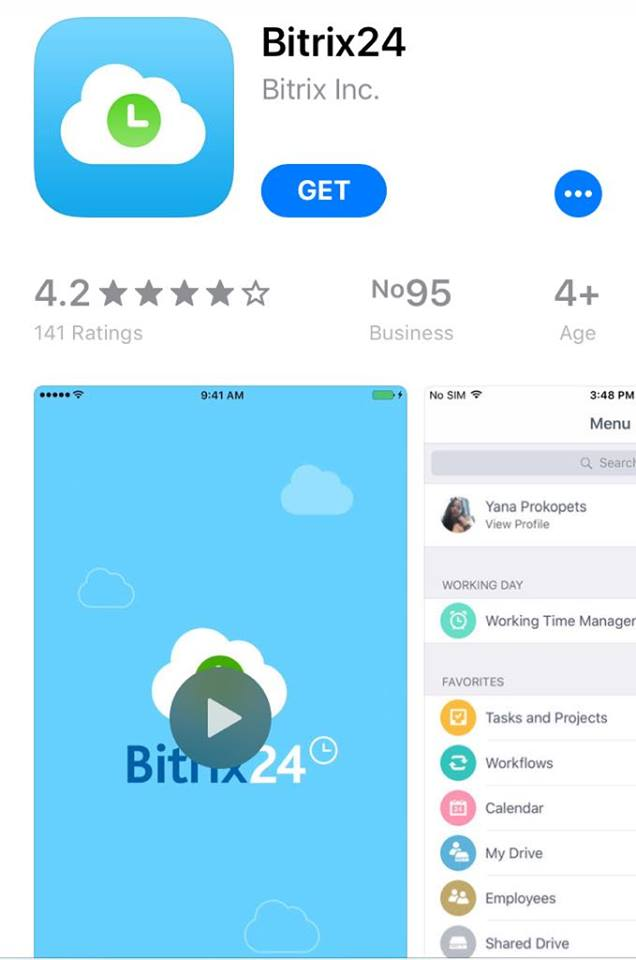 Bitrix24
Bitrix Inc.
GET
4.2
No95
4+
141 Ratings
Business
Age
9:41 AM
Bitrix24
No SIM
3:48 PM
Menu
Search
Yana Prokopets
View Profile
WORKING DAY
Working Time Manager
FAVORITES
Tasks and Projects
Workflows
Calendar
My Drive
Employees
Shared Drive